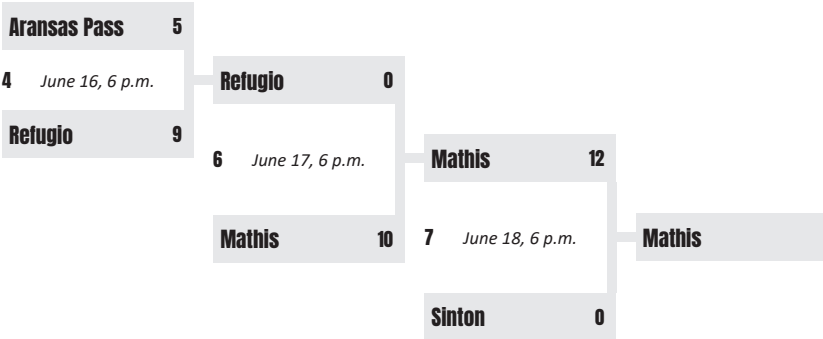 Aransas Pass 5
4 June 16, 6 p.m.
Refugio 9
Refugio 0
6 June 17, 6 p.m.
Mathis 10
Mathis 12
7 June 18, 6 p.m.
Sinton 0
Mathis